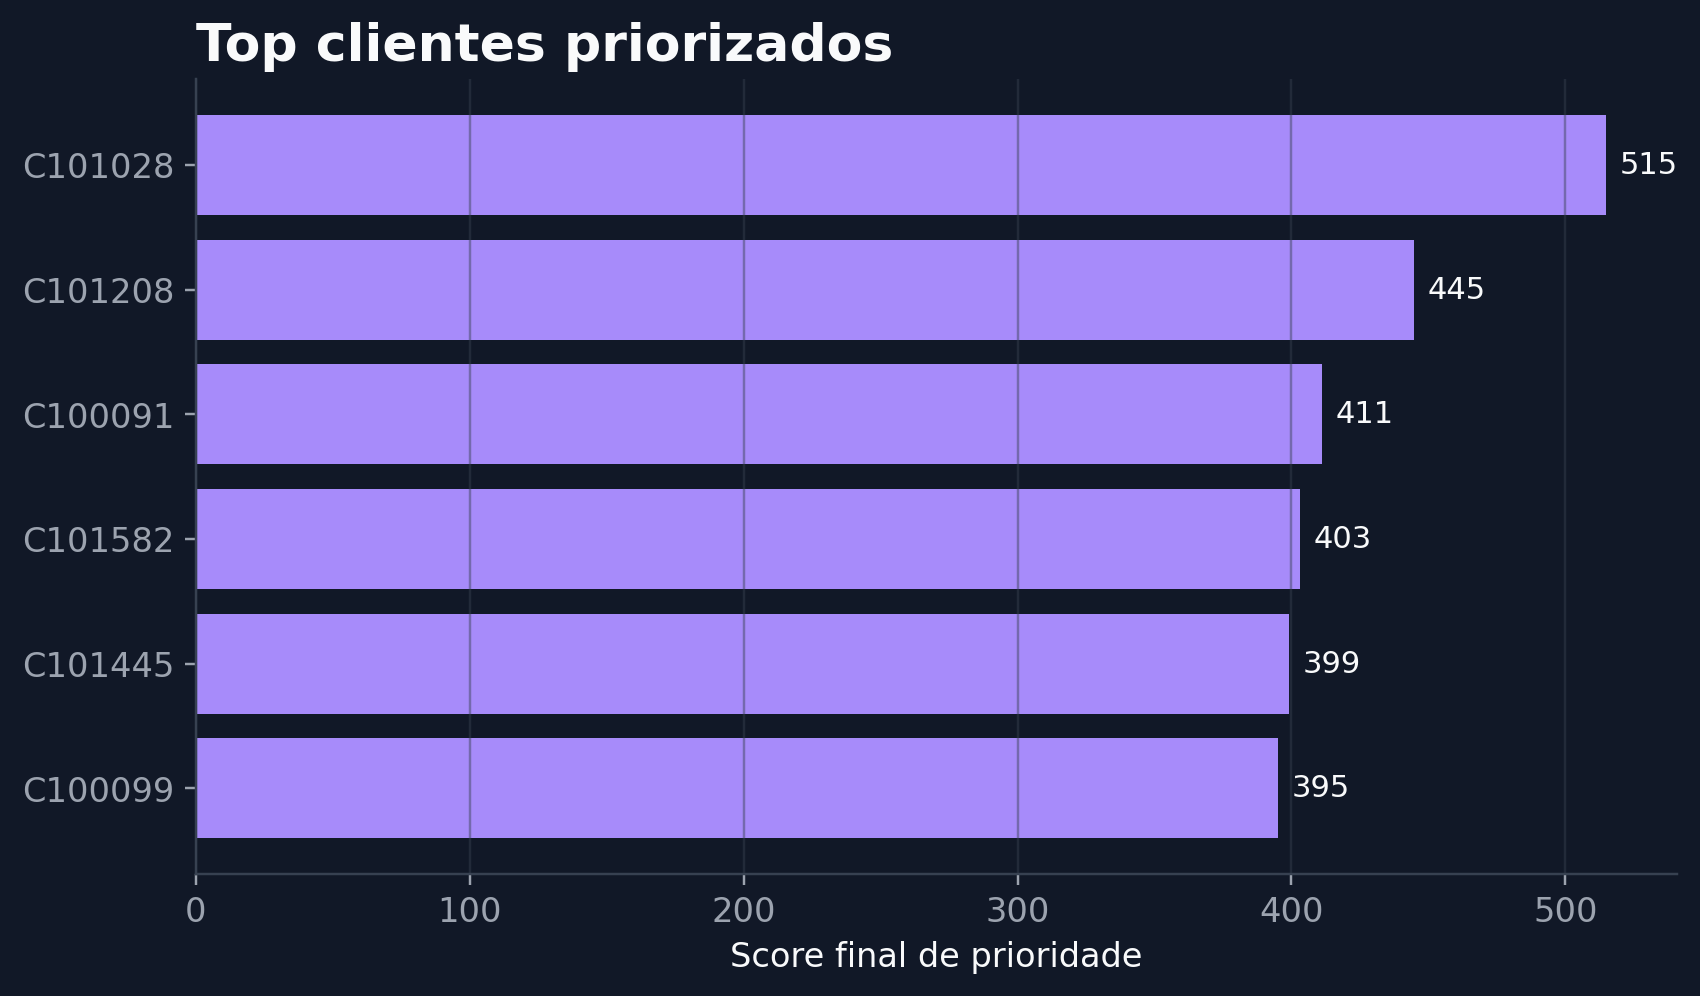 Top clientes priorizados
C101028 515
C101208 445
C100091 411
C101582 403
C101445 399
C100099 395
0 100 200 300 400 500
Score final de prioridade